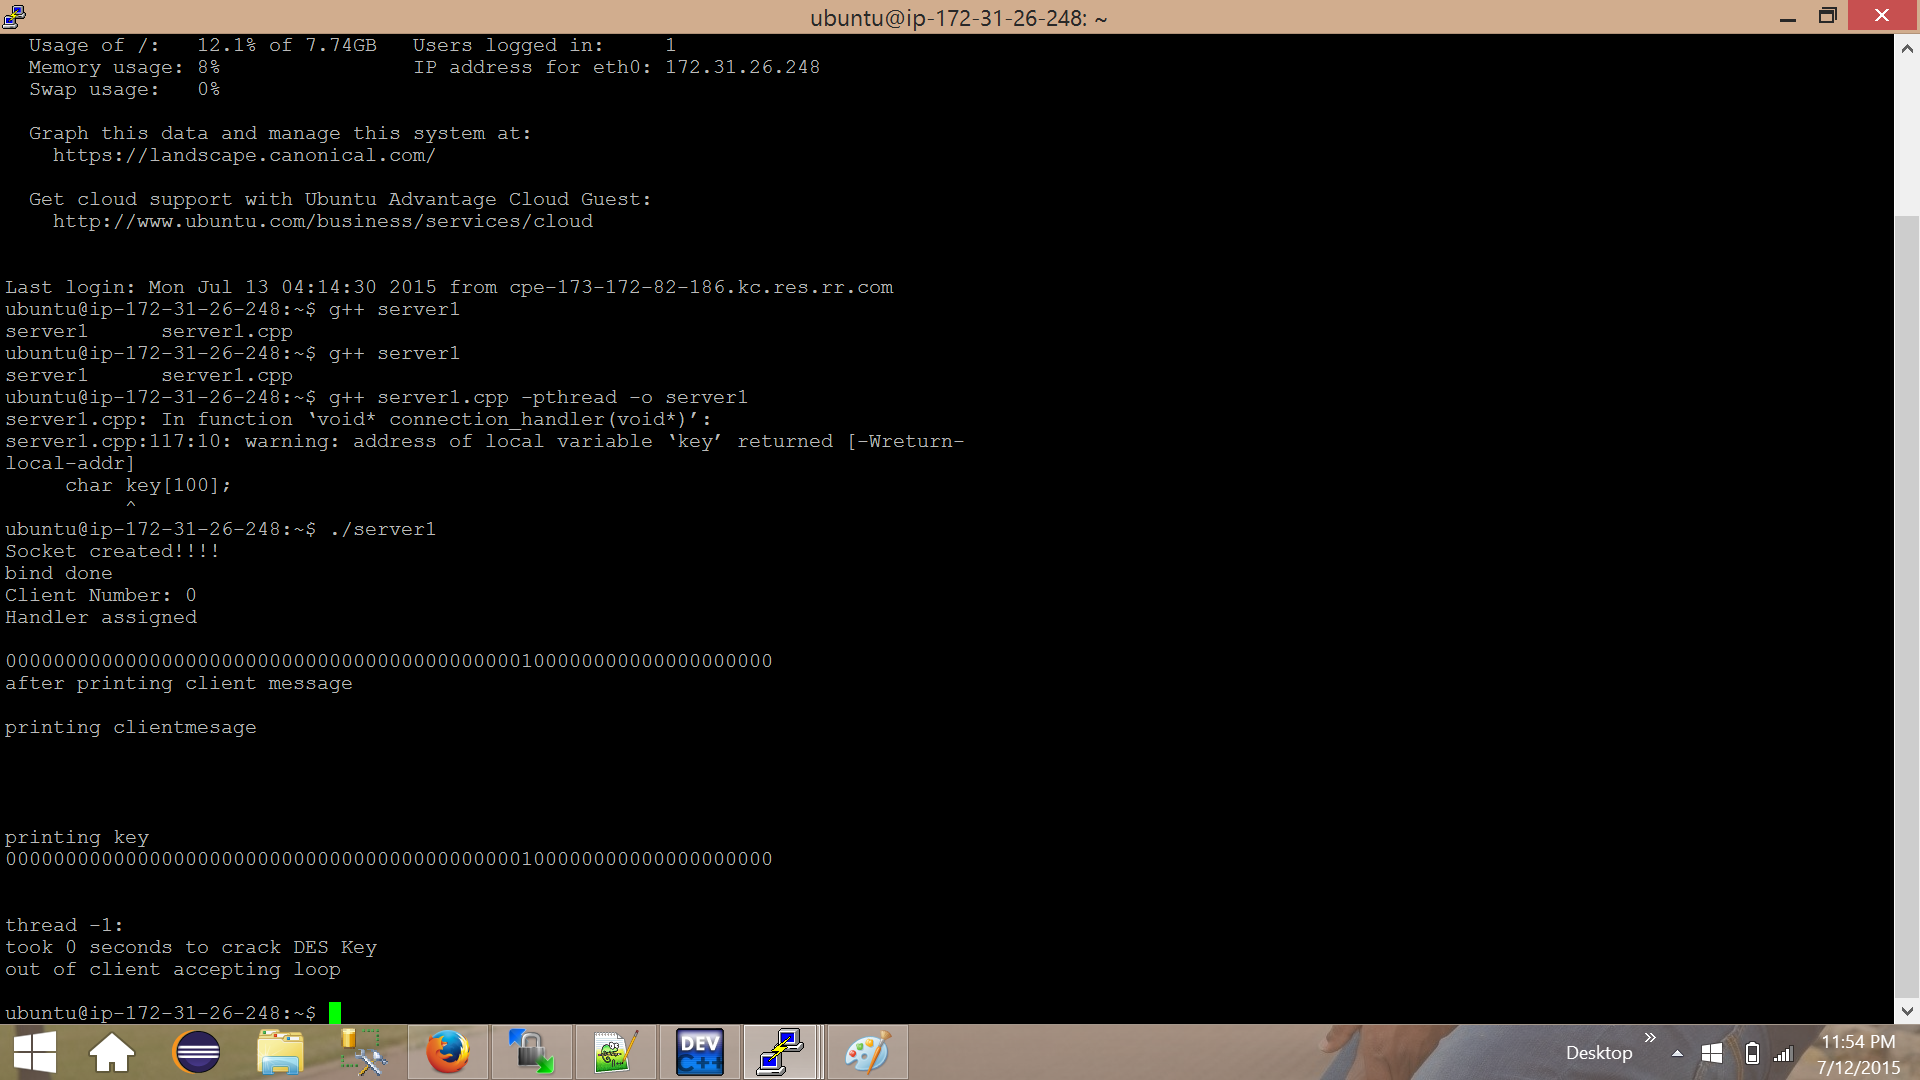 ubuntu@ip-172-31-26-248: ~
Usage of /:   12.1% of 7.74GB   Users logged in:     1
Memory usage: 8%                IP address for eth0: 172.31.26.248
Swap usage:   0%
Graph this data and manage this system at:
https://landscape.canonical.com/
Get cloud support with Ubuntu Advantage Cloud Guest:
http://www.ubuntu.com/business/services/cloud
Last login: Mon Jul 13 04:14:30 2015 from cpe-173-172-82-186.kc.res.rr.com
ubuntu@ip-172-31-26-248:~$ g++ server1
server1      server1.cpp
ubuntu@ip-172-31-26-248:~$ g++ server1
server1      server1.cpp
ubuntu@ip-172-31-26-248:~$ g++ server1.cpp -pthread -o server1
server1.cpp: In function ‘void* connection_handler(void*)’:
server1.cpp:117:10: warning: address of local variable ‘key’ returned [-Wreturn-
local-addr]
char key[100];
^
ubuntu@ip-172-31-26-248:~$ ./server1
Socket created!!!!
bind done
Client Number: 0
Handler assigned
0000000000000000000000000000000000000000000100000000000000000000
after printing client message
printing clientmesage
printing key
0000000000000000000000000000000000000000000100000000000000000000
thread -1:
took 0 seconds to crack DES Key
out of client accepting loop
ubuntu@ip-172-31-26-248:~$
DEV
C++
Desktop
11:54 PM
7/12/2015